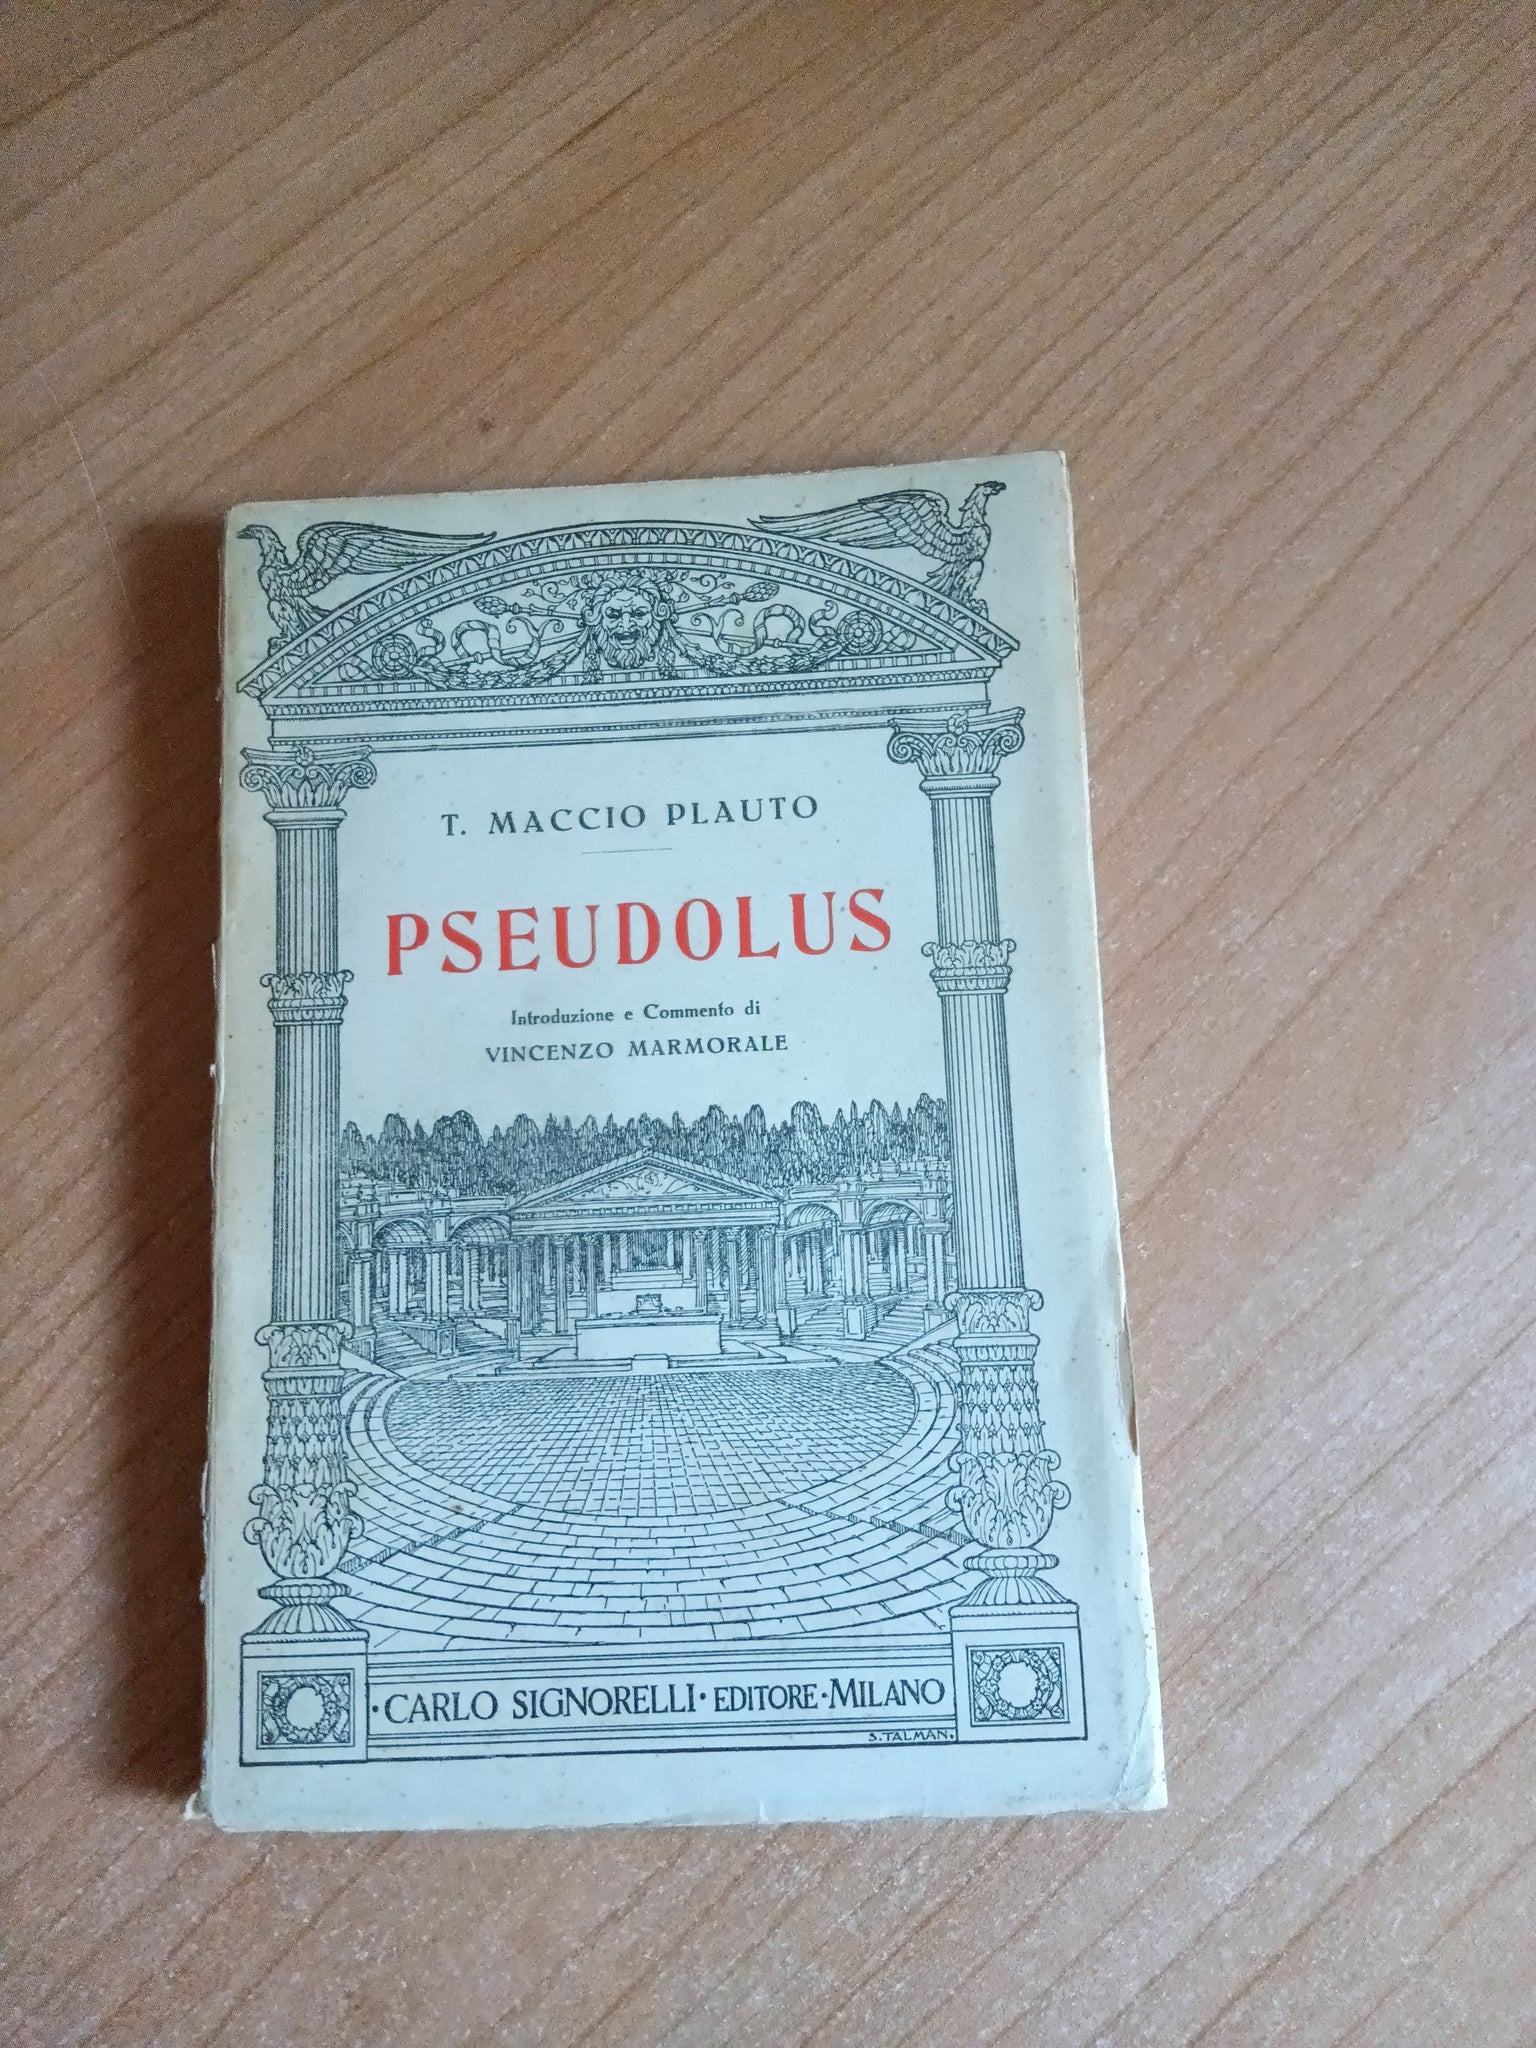 T. MACCIO PLAUTO
PSEUDOLUS
Introduzione e Commento di
VINCENZO MARMORALE
·CARLO SIGNORELLI·EDITORE·MILANO
S. TALMAN.